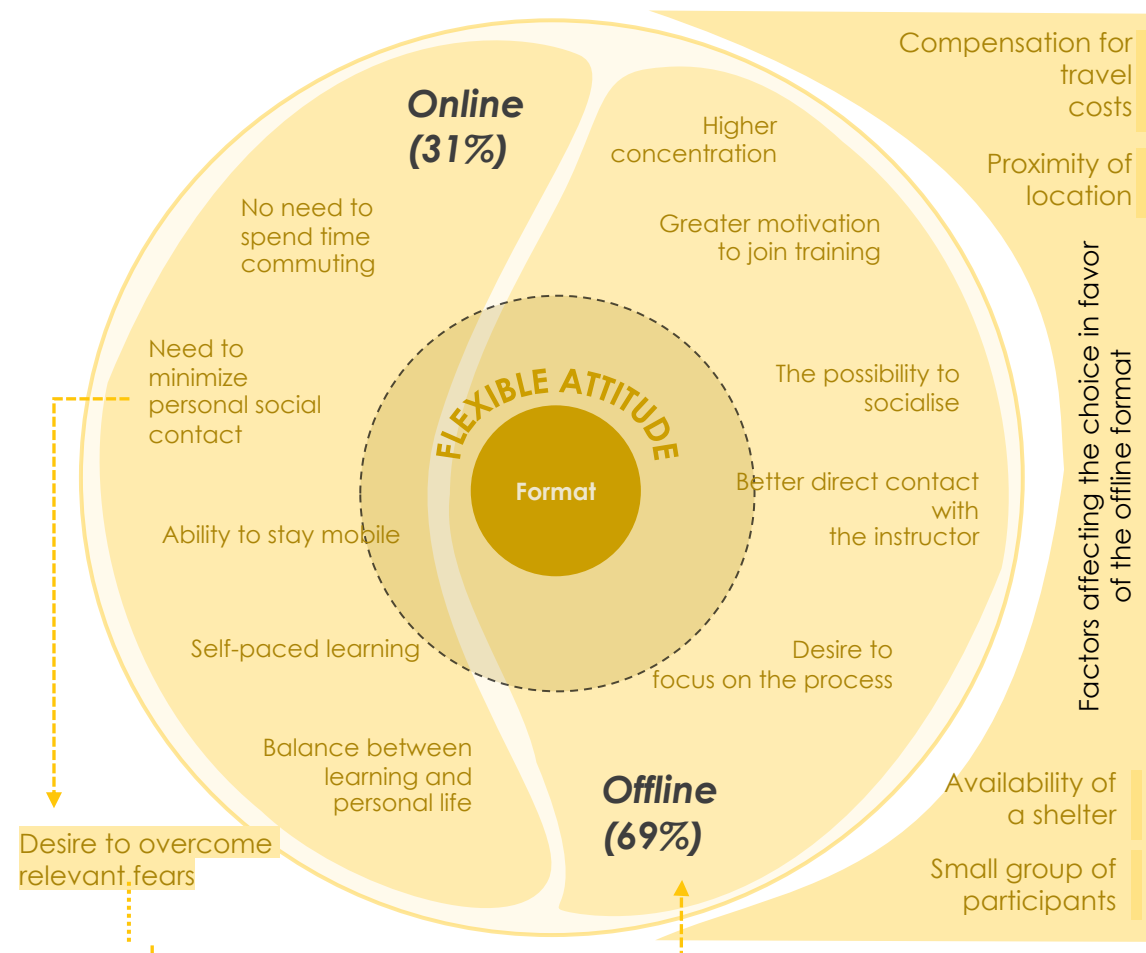 Online
(31%)
No need to
spend time
commuting
Need to
minimize
personal social
contact
Ability to stay mobile
Self-paced learning
Balance between
learning and
personal life
Desire to overcome
relevant fears
FLEXIBLE ATTITUDE
Format
Higher
concentration
Greater motivation
to join training
The possibility to
socialise
Better direct contact
with
the instructor
Desire to
focus on the process
Offline
(69%)
Compensation for
travel
costs
Proximity of
location
Factors affecting the choice in favor
of the offline format
Availability of
a shelter
Small group of
participants